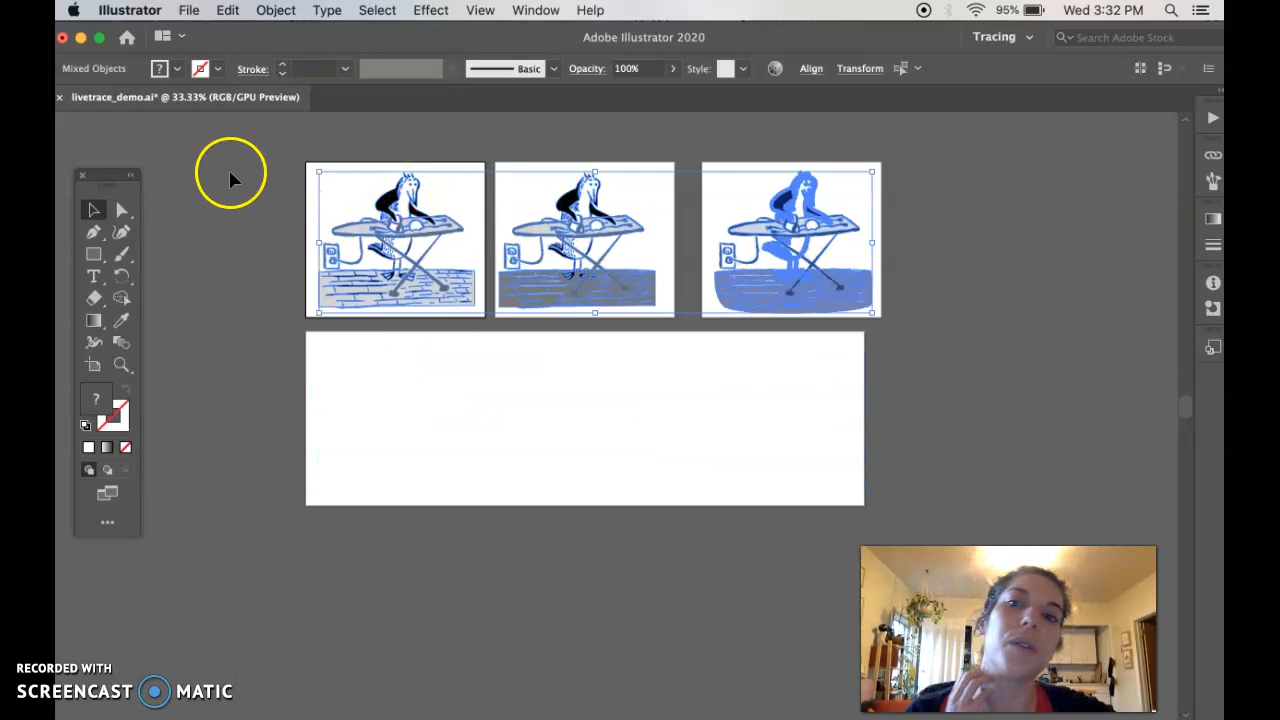 Illustrator File Edit Object Type Select Effect View Window Help 95% Wed 3:32 PM
Adobe Illustrator 2020 Tracing Search Adobe Stock
Mixed Objects ? Stroke: Basic Opacity: 100% Style: Align Transform
× livetrace_demo.ai* @ 33.33% (RGB/GPU Preview)
T
?
RECORDED WITH
SCREENCAST MATIC